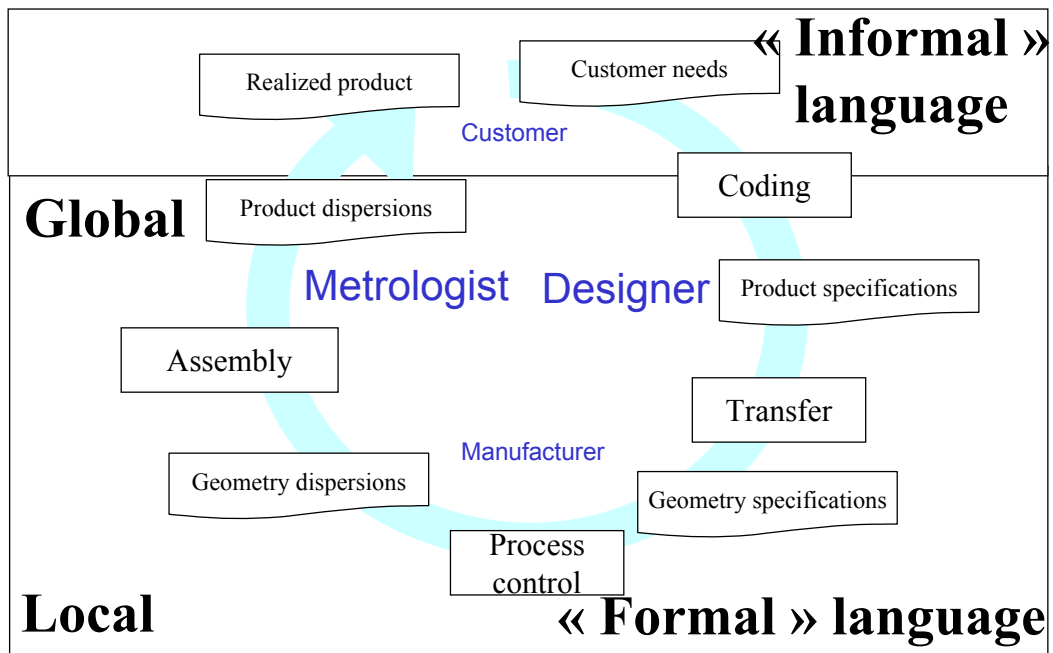 « Informal »
language
Realized product
Customer needs
Customer
Coding
Global
Product dispersions
Metrologist
Designer
Product specifications
Assembly
Transfer
Manufacturer
Geometry dispersions
Geometry specifications
Process
control
Local
« Formal » language